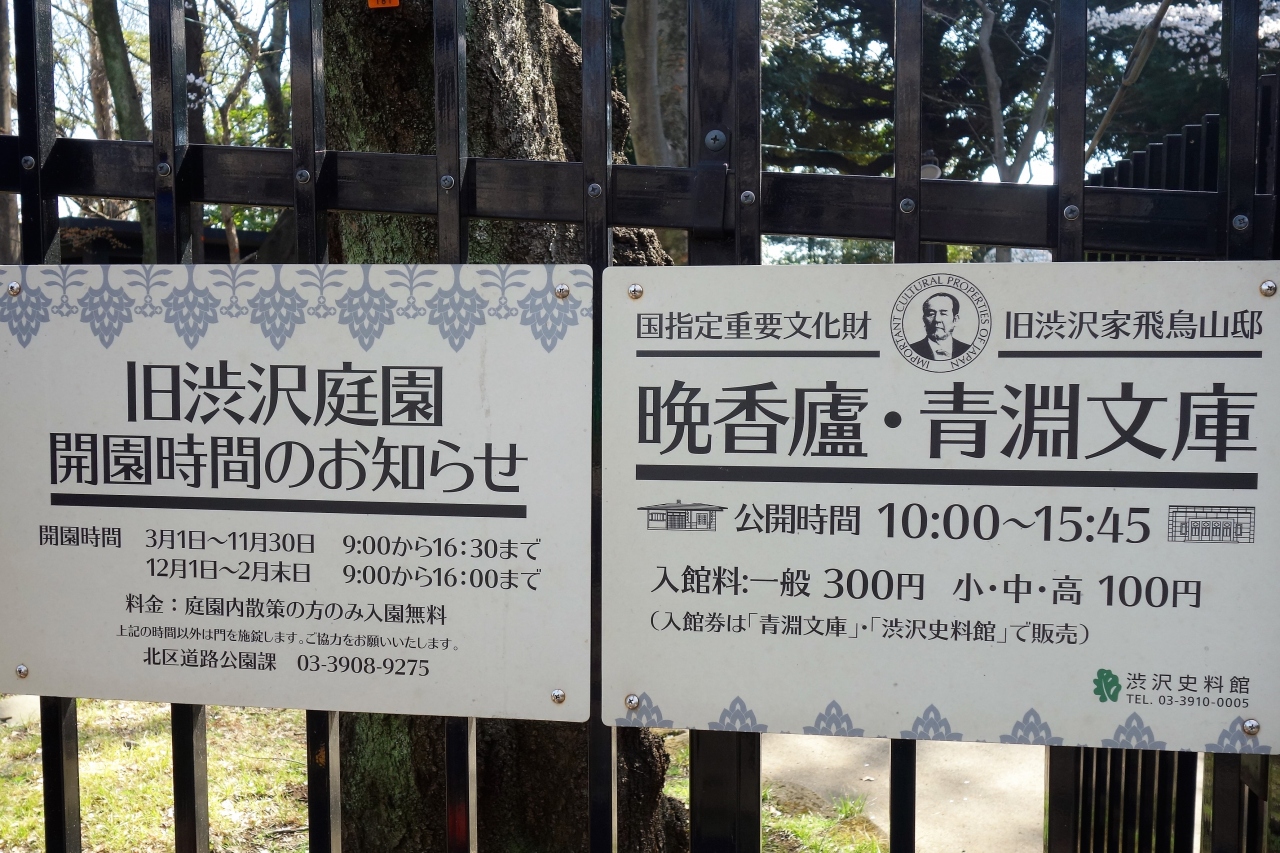 旧渋沢庭園
開園時間のお知らせ
開園時間 3月1日～11月30日 9:00から16:30まで
12月1日～2月末日 9:00から16:00まで
料金：庭園内散策の方のみ入園無料
上記の時間以外は門を施錠します。ご協力をお願いいたします。
北区道路公園課 03-3908-9275
国指定重要文化財
IMPORTANT CULTURAL PROPERTIES OF JAPAN
旧渋沢家飛鳥山邸
晩香廬・青淵文庫
公開時間 10:00～15:45
入館料:一般 300円 小・中・高 100円
（入館券は「青淵文庫」・「渋沢史料館」で販売）
渋沢史料館
TEL. 03-3910-0005